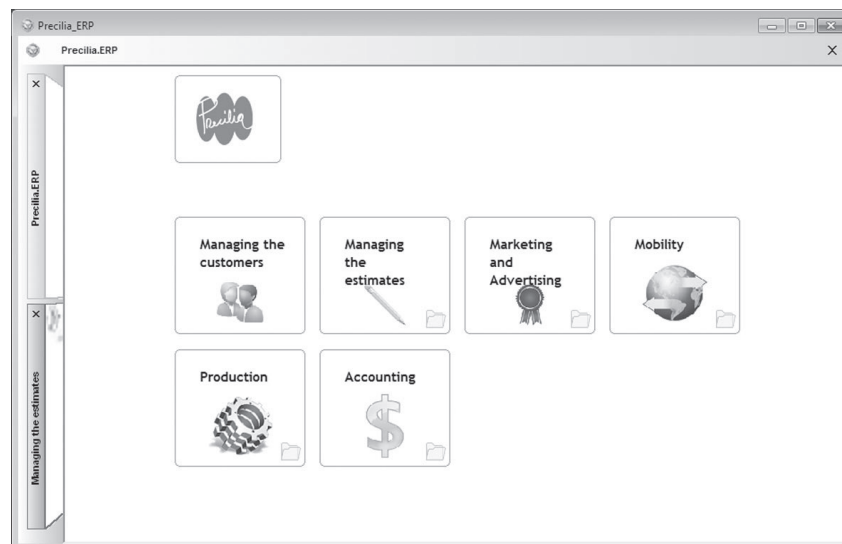 Precilia_ERP
Precilia.ERP
Precilia.ERP
Managing the estimates
Precilia
Managing the
customers
Managing
the
estimates
Marketing
and
Advertising
Mobility
Production
Accounting